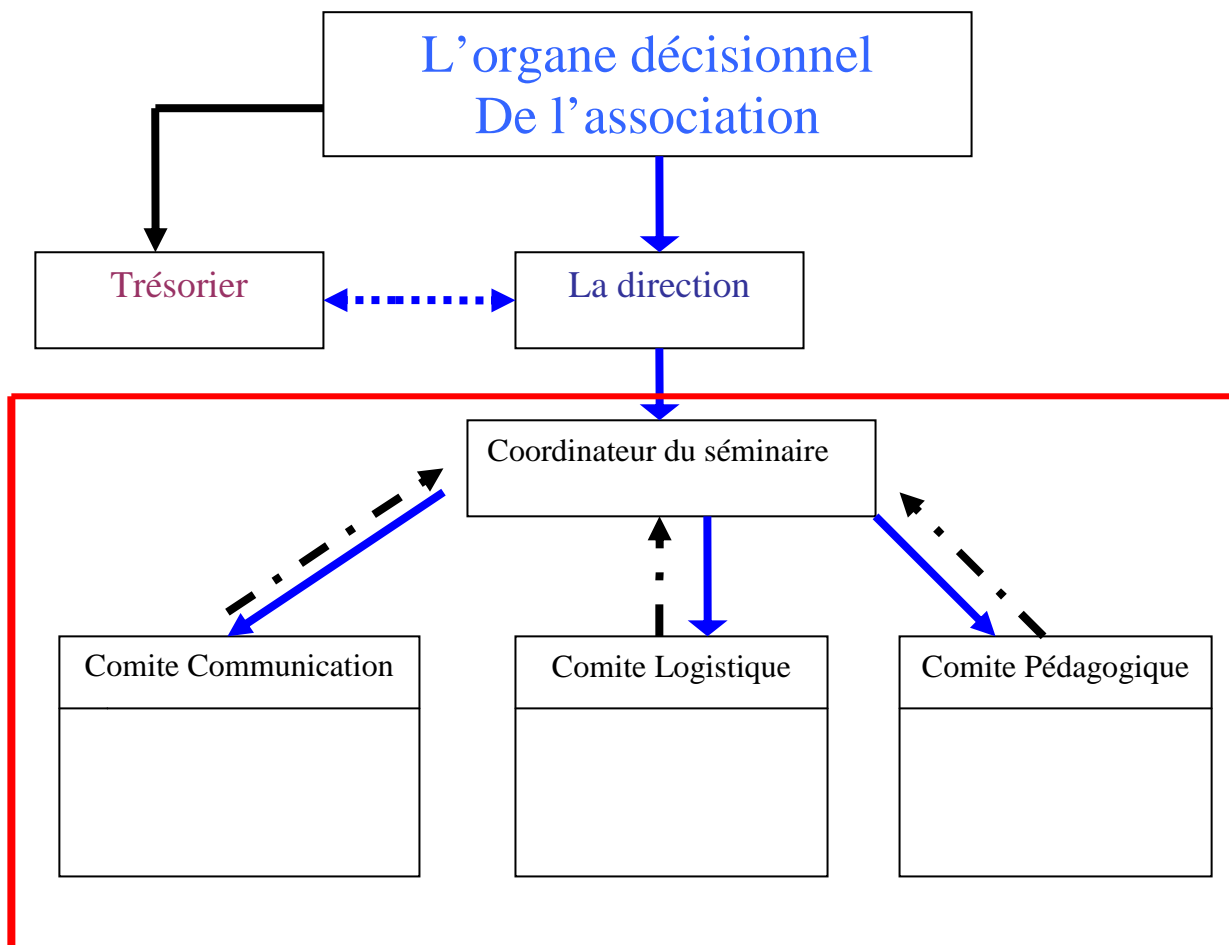 L’organe décisionnel
De l’association
Trésorier
La direction
Coordinateur du séminaire
Comite Communication
Comite Logistique
Comite Pédagogique